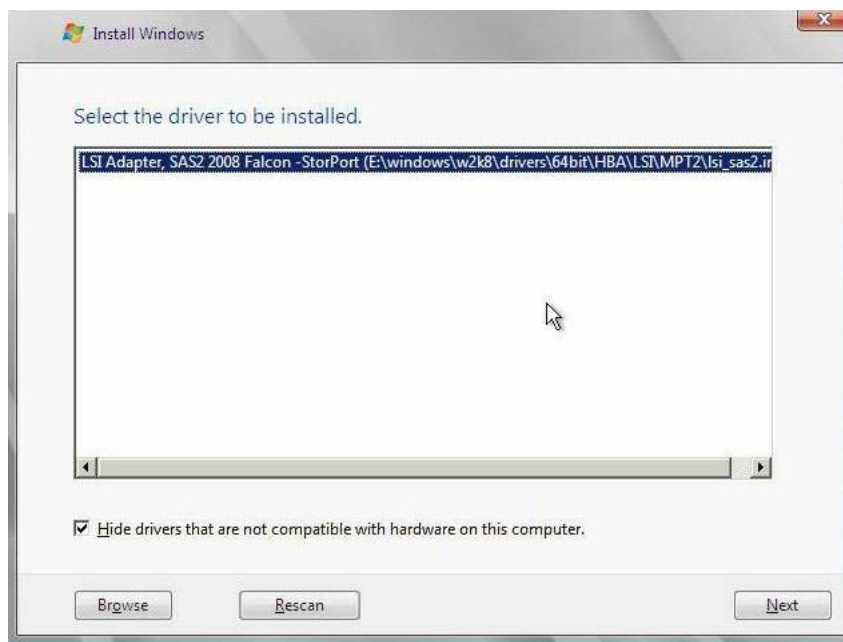 Install Windows
Select the driver to be installed.
LSI Adapter, SAS2 2008 Falcon -StorPort (E:\windows\w2k8\drivers\64bit\HBA\LSI\MPT2\lsi_sas2.in
Hide drivers that are not compatible with hardware on this computer.
Browse
Rescan
Next